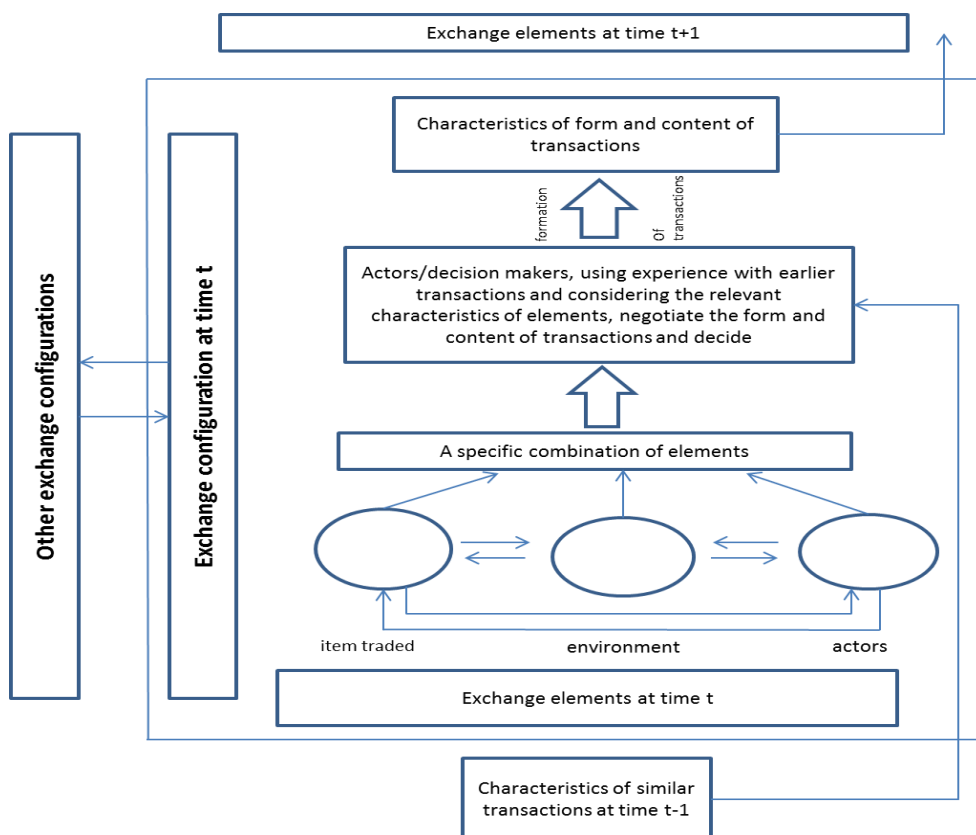 Exchange elements at time t+1
Characteristics of form and content of
transactions
formation
Of
transactions
Other exchange configurations
Exchange configuration at time t
Actors/decision makers, using experience with earlier
transactions and considering the relevant
characteristics of elements, negotiate the form and
content of transactions and decide
A specific combination of elements
item traded
environment
actors
Exchange elements at time t
Characteristics of similar
transactions at time t-1